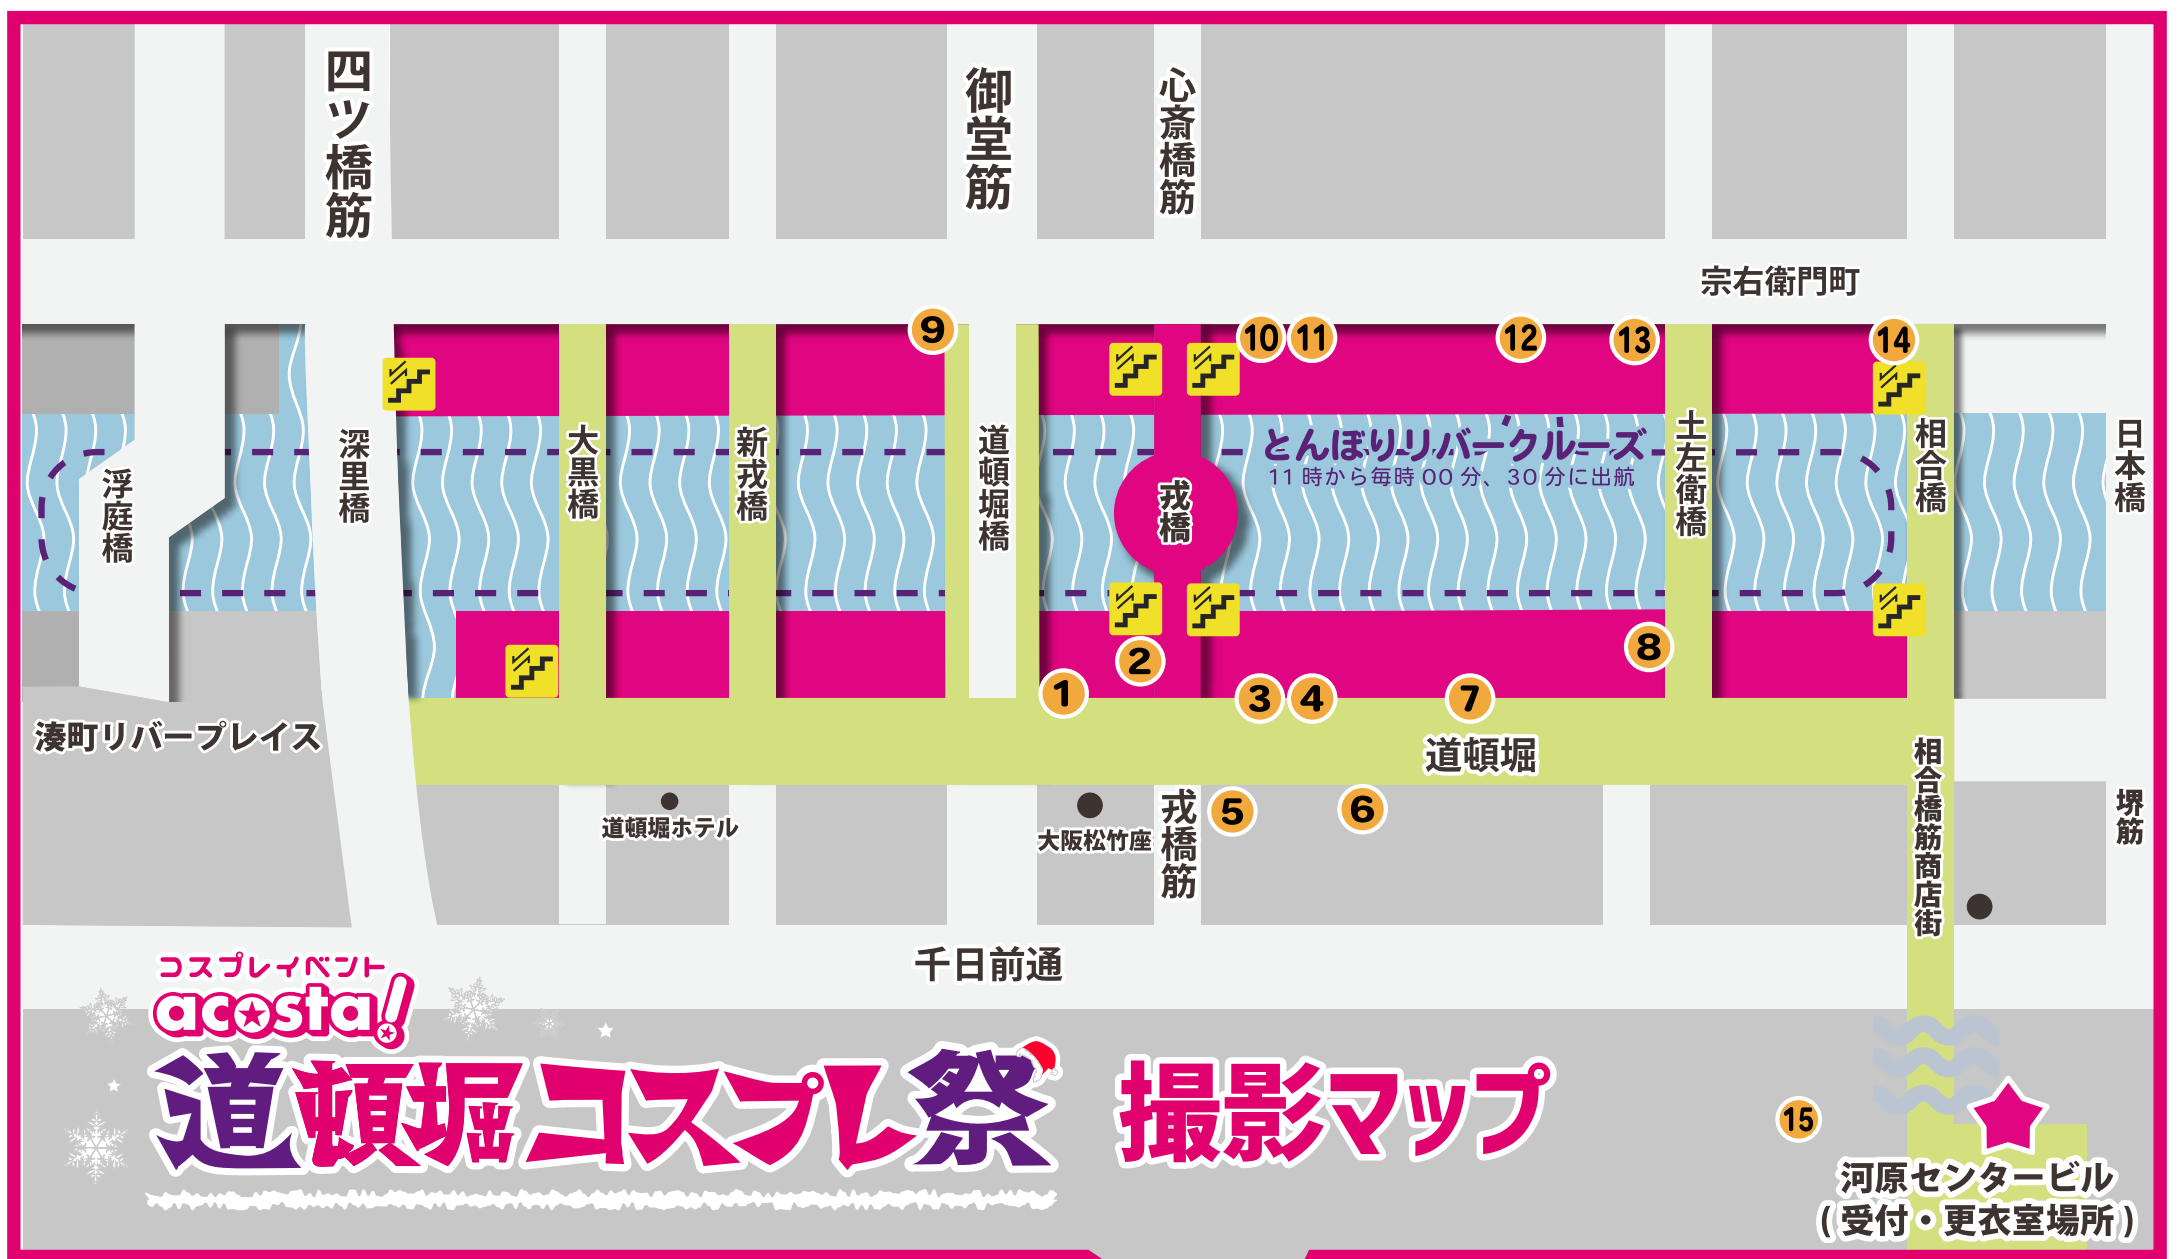 四ツ橋筋
御堂筋
心斎橋筋
宗右衛門町
9
10
11
12
13
14
浮庭橋
深里橋
大黒橋
新戎橋
道頓堀橋
戎橋
とんぼりリバークルーズ
11時から毎時00分、30分に出航
土左衛橋
相合橋
日本橋
1
2
3
4
7
8
湊町リバープレイス
道頓堀
道頓堀ホテル
大阪松竹座
戎橋筋
5
6
相合橋筋商店街
堺筋
千日前通
コスプレイベント
acosta!
道頓堀コスプレ祭 撮影マップ
15
河原センタービル
(受付・更衣室場所)